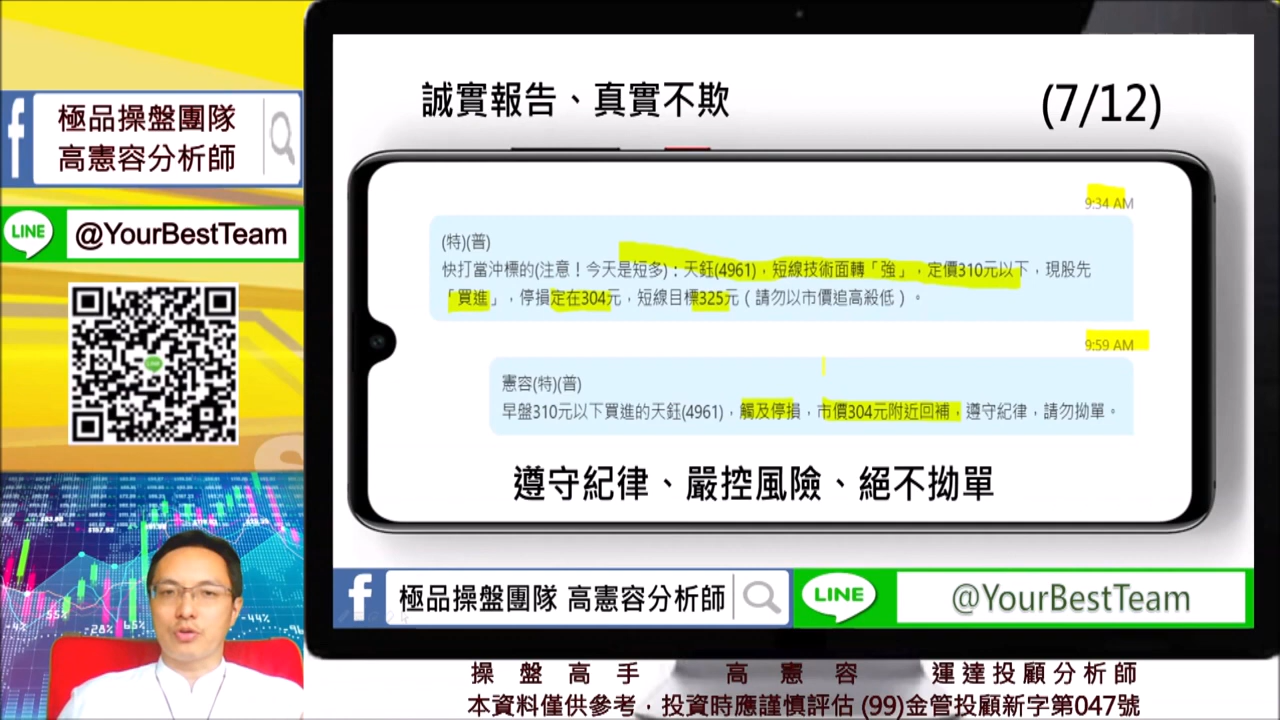 極品操盤團隊
高憲容分析師
LINE
@YourBestTeam
誠實報告、真實不欺
(7/12)
9:34 AM
(特)(普)
快打當沖標的(注意！今天是短多)：天鈺(4961)，短線技術面轉「強」，定價310元以下，現股先
「買進」，停損定在304元，短線目標325元（請勿以市價追高殺低）。
9:59 AM
憲容(特)(普)
早盤310元以下買進的天鈺(4961)，觸及停損，市價304元附近回補，遵守紀律，請勿拗單。
遵守紀律、嚴控風險、絕不拗單
極品操盤團隊 高憲容分析師
LINE
@YourBestTeam
操盤高手 高憲容 運達投顧分析師
本資料僅供參考，投資時應謹慎評估 (99)金管投顧新字第047號